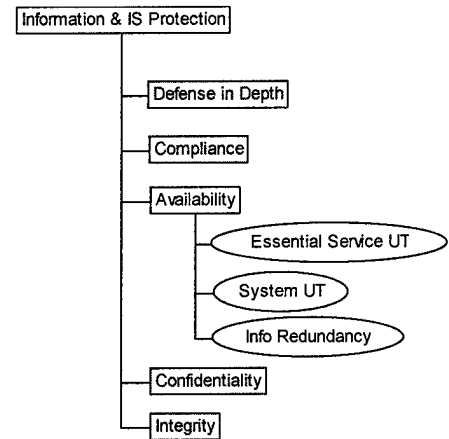 Information & IS Protection
Defense in Depth
Compliance
Availability
Essential Service UT
System UT
Info Redundancy
Confidentiality
Integrity